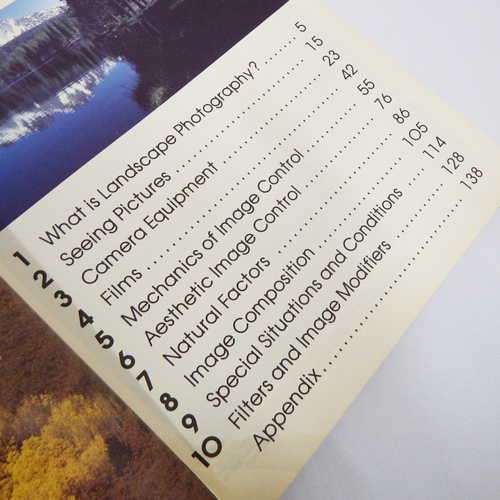 1 What is Landscape Photography? ........ 5
2 Seeing Pictures ........................ 15
3 Camera Equipment ................... 23
4 Films .................................. 42
5 Mechanics of Image Control .......... 55
6 Aesthetic Image Control .............. 76
7 Natural Factors ........................ 86
8 Image Composition ................... 105
9 Special Situations and Conditions .... 114
10 Filters and Image Modifiers .......... 128
Appendix ............................... 138